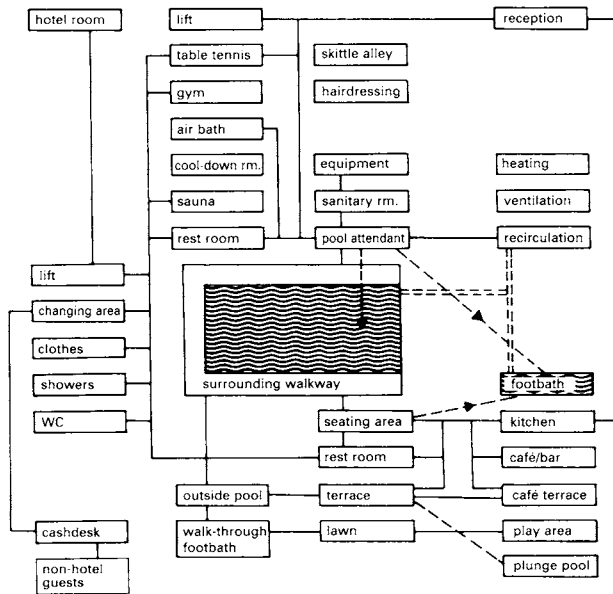 hotel room
lift
reception
table tennis
skittle alley
gym
hairdressing
air bath
cool-down rm.
equipment
heating
sauna
sanitary rm.
ventilation
rest room
pool attendant
recirculation
lift
changing area
clothes
showers
WC
surrounding walkway
footbath
seating area
kitchen
rest room
café/bar
outside pool
terrace
café terrace
cashdesk
walk-through
footbath
lawn
play area
non-hotel
guests
plunge pool